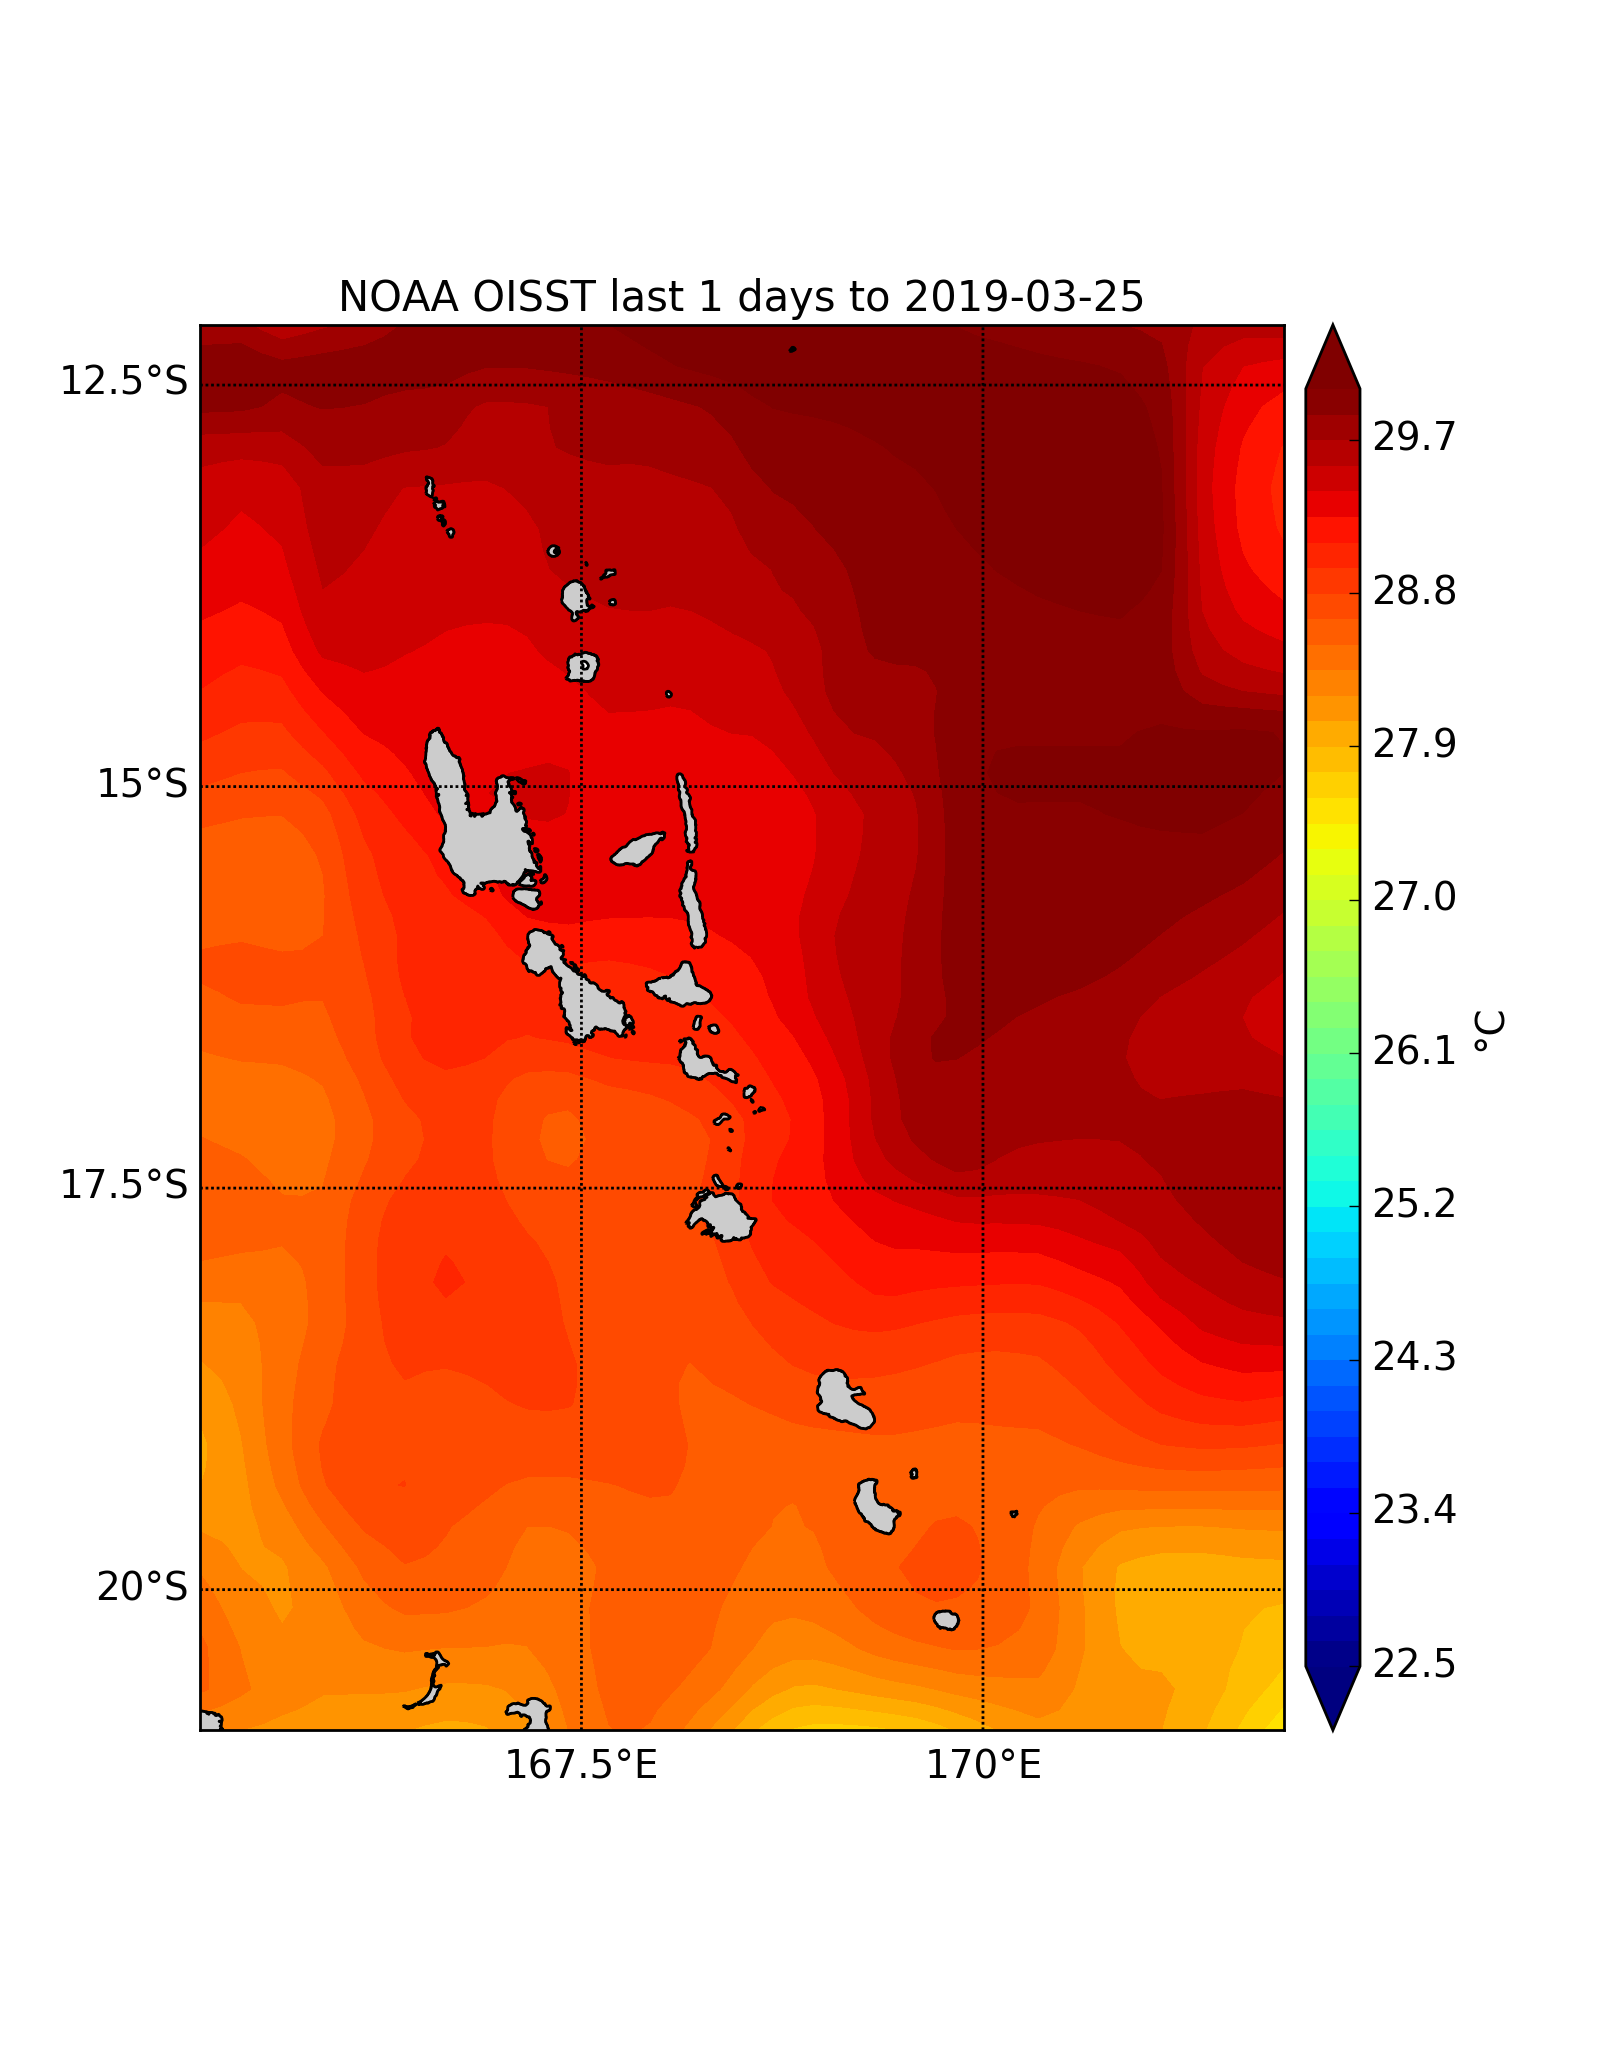 NOAA OISST last 1 days to 2019-03-25
12.5°S
15°S
17.5°S
20°S
167.5°E
170°E
29.7
28.8
27.9
27.0
26.1
25.2
24.3
23.4
22.5
°C